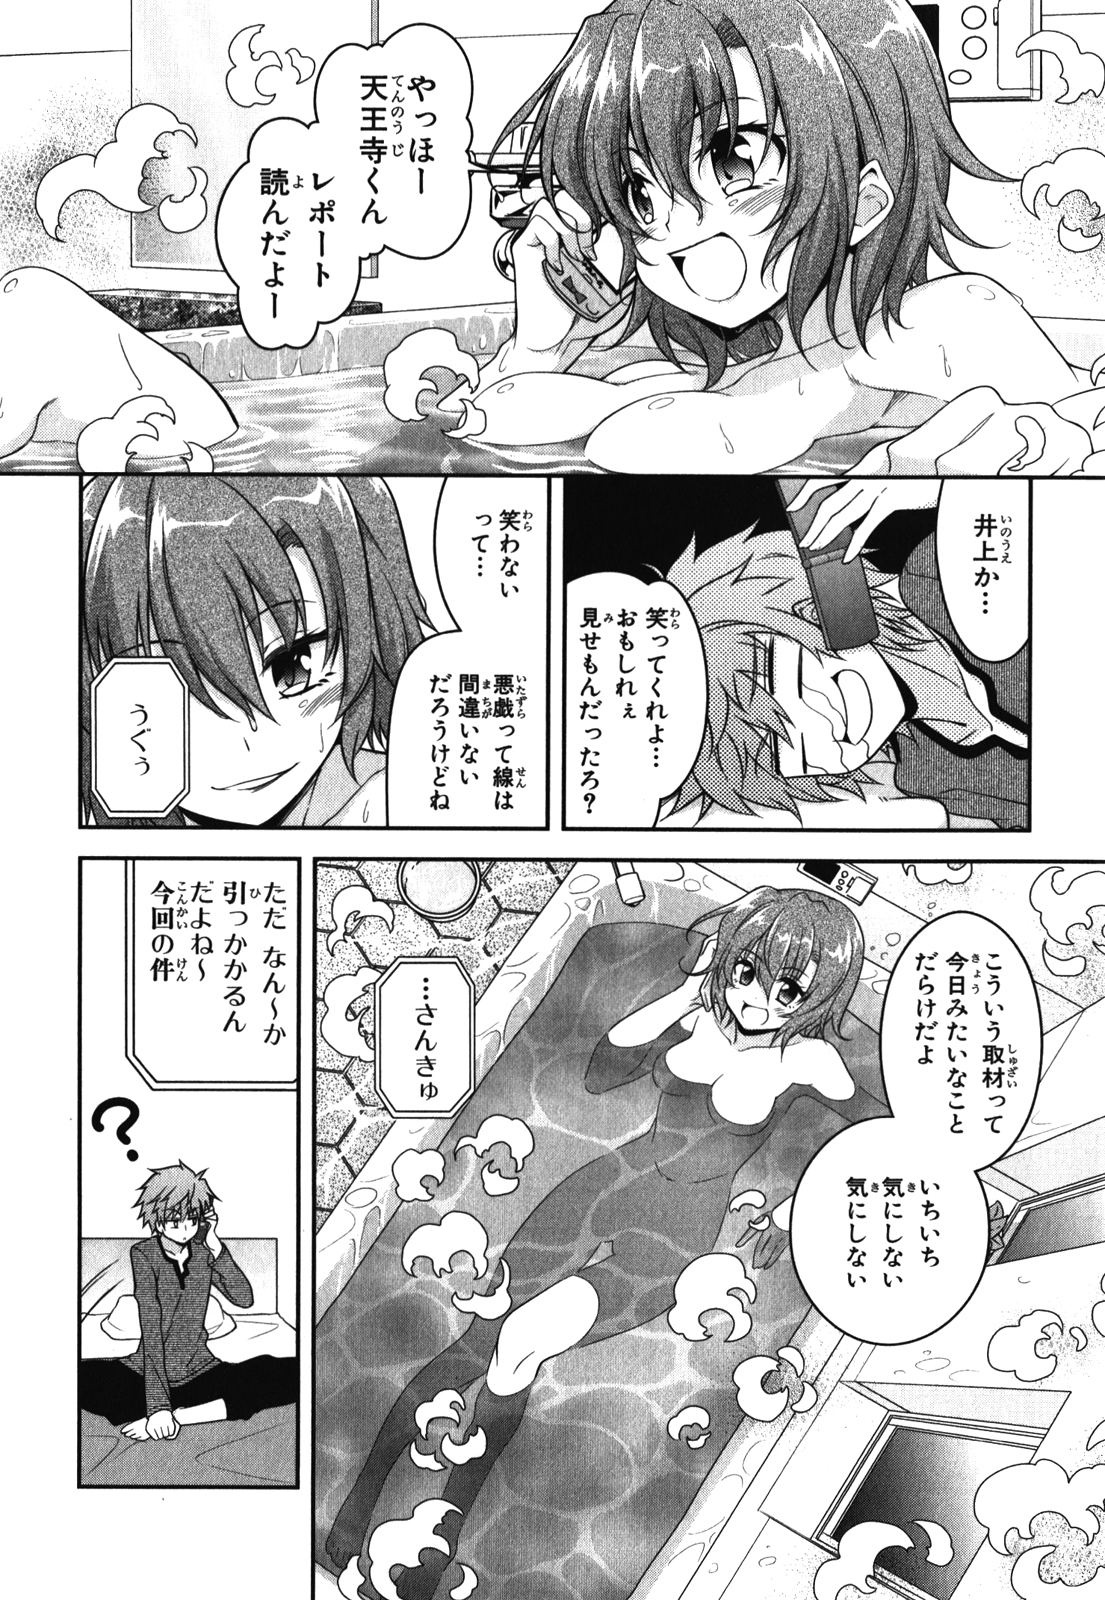 やっほー
天王寺くん
レポート
読んだよー
井上か…
笑ってくれよ…
おもしれぇ
見せもんだったろ？
笑わない
って…
悪戯って線は
間違いない
だろうけどね
うぐぅ
こういう取材って
今日みたいなこと
だらけだよ
いちいち
気にしない
気にしない
…さんきゅ
ただ なん〜か
引っかかるん
だよね〜
今回の件
？